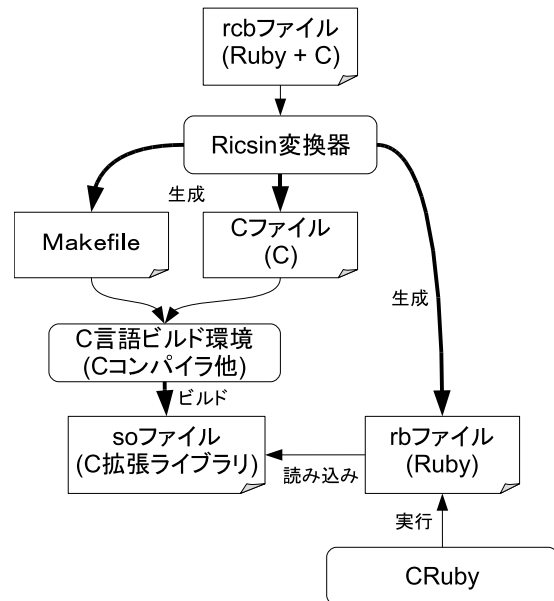 rcbファイル
(Ruby + C)
Ricsin変換器
生成
Makefile
Cファイル
(C)
生成
C言語ビルド環境
(Cコンパイラ他)
ビルド
soファイル
(C拡張ライブラリ)
読み込み
rbファイル
(Ruby)
実行
CRuby